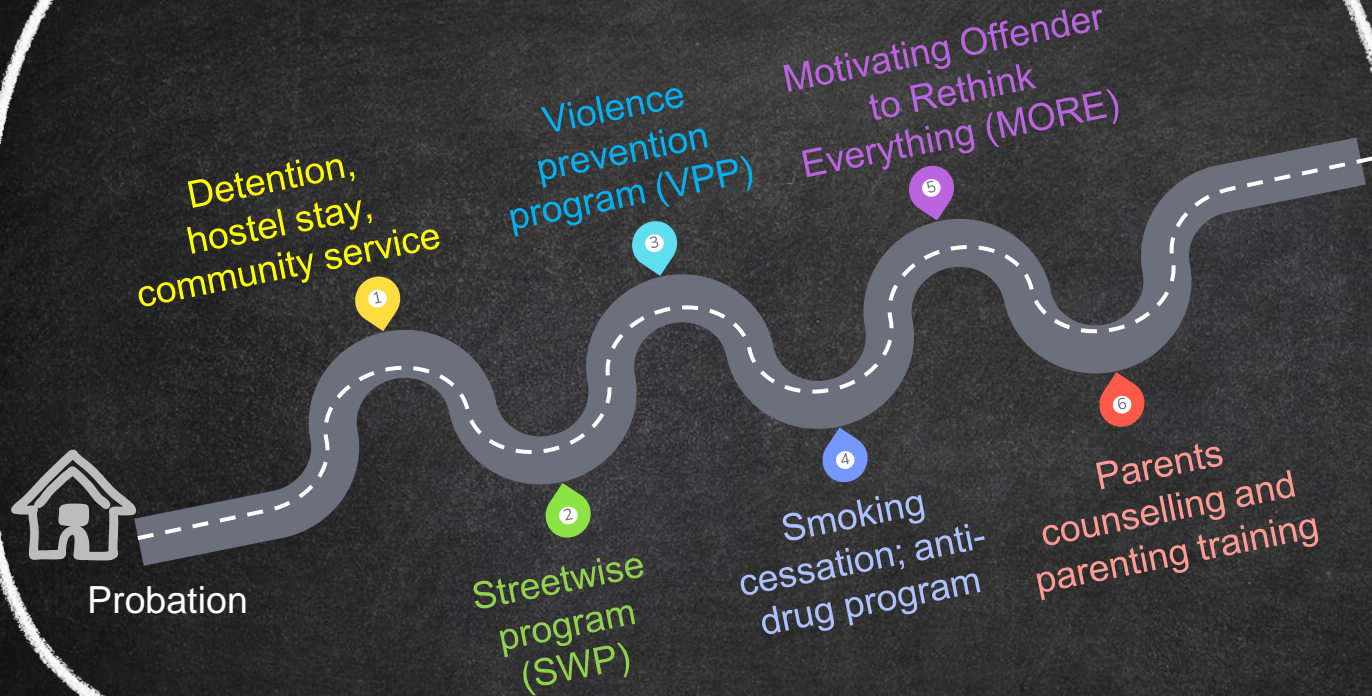 Detention,
hostel stay,
community service
1
Streetwise
program
(SWP)
2
Violence
prevention
program (VPP)
3
Smoking
cessation; anti-
drug program
4
Motivating Offender
to Rethink
Everything (MORE)
5
Parents
counselling and
parenting training
6
Probation